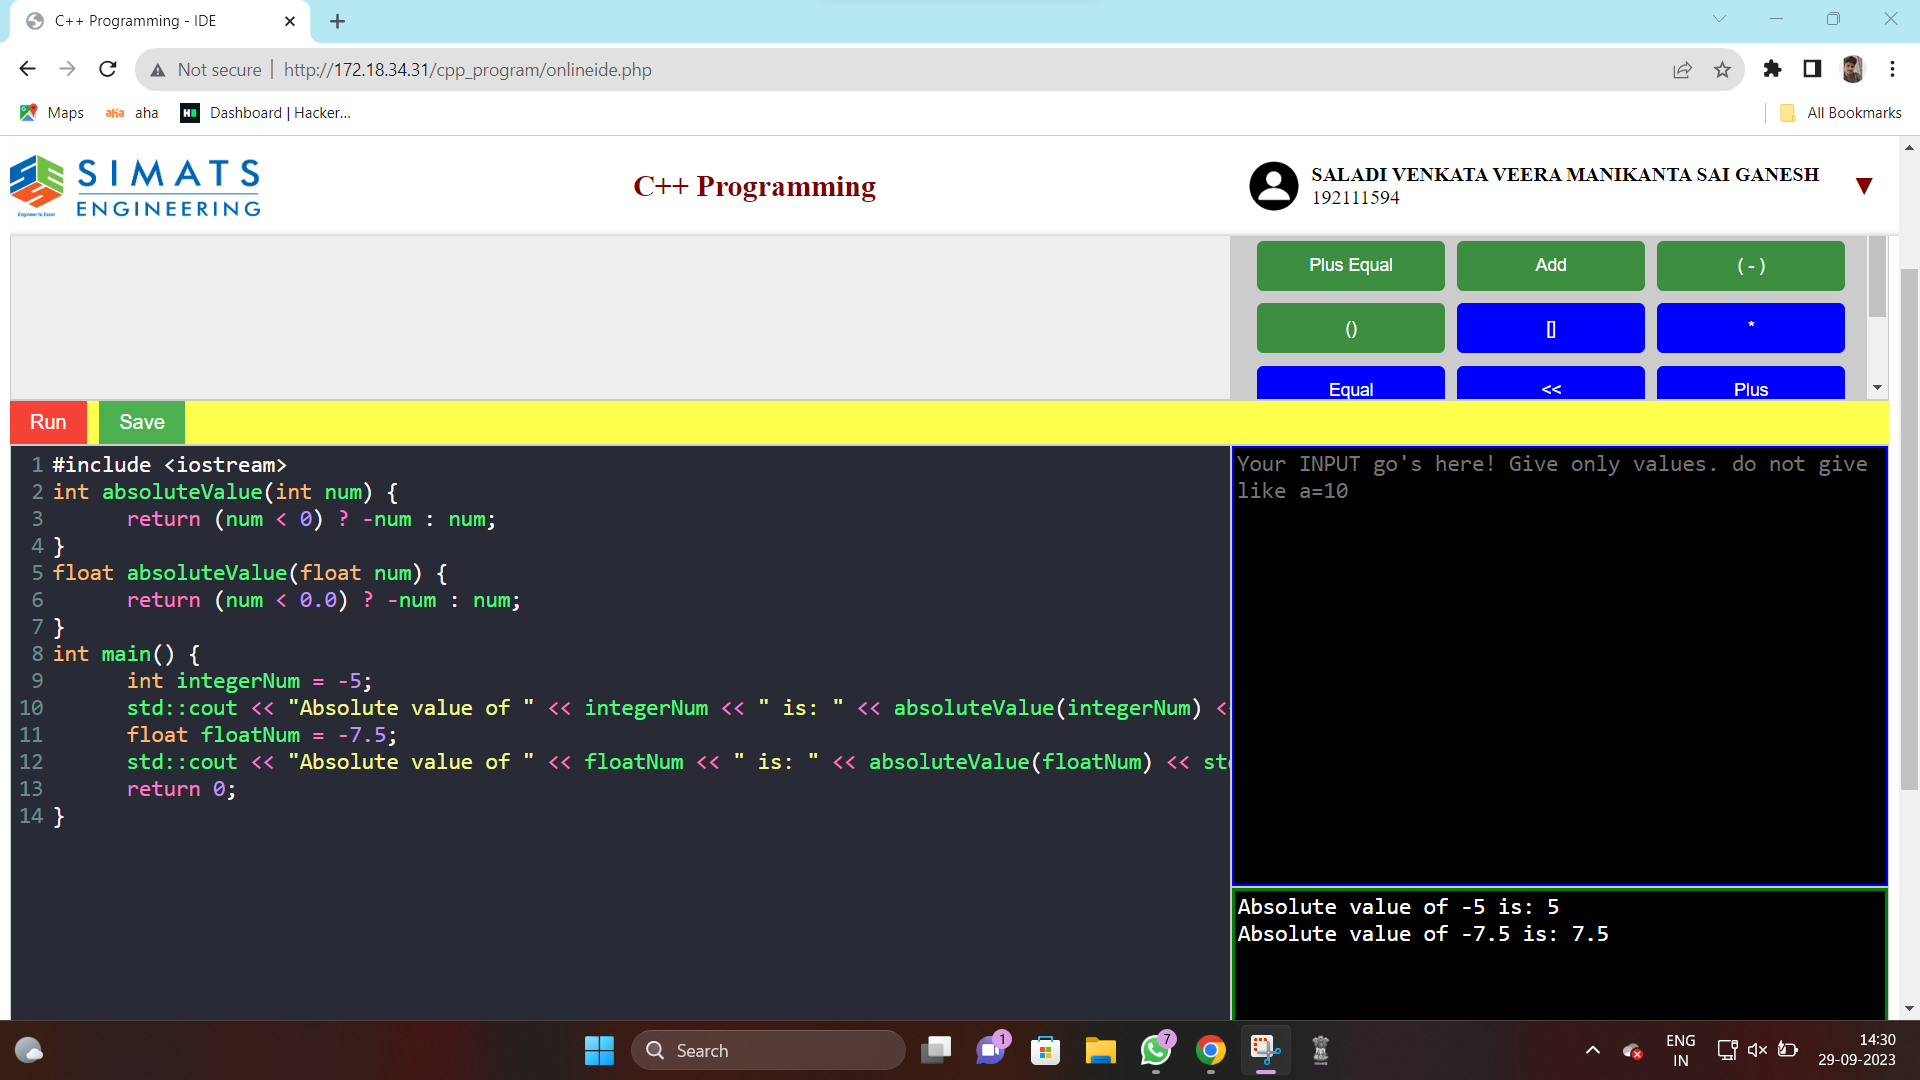 C++ Programming - IDE
Not secure
http://172.18.34.31/cpp_program/onlineide.php
Maps
aha
aha
H
Dashboard | Hacker...
All Bookmarks
SIMATS
ENGINEERING
Engineer to Excel
C++ Programming
SALADI VENKATA VEERA MANIKANTA SAI GANESH
192111594
▼
Plus Equal
Add
( - )
()
[]
*
Equal
<<
Plus
Run
Save
1 #include <iostream>
2 int absoluteValue(int num) {
3       return (num < 0) ? -num : num;
4 }
5 float absoluteValue(float num) {
6       return (num < 0.0) ? -num : num;
7 }
8 int main() {
9       int integerNum = -5;
10       std::cout << "Absolute value of " << integerNum << " is: " << absoluteValue(integerNum) <
11       float floatNum = -7.5;
12       std::cout << "Absolute value of " << floatNum << " is: " << absoluteValue(floatNum) << st
13       return 0;
14 }
Your INPUT go's here! Give only values. do not give
like a=10
Absolute value of -5 is: 5
Absolute value of -7.5 is: 7.5
Search
1
7
ENG
IN
14:30
29-09-2023